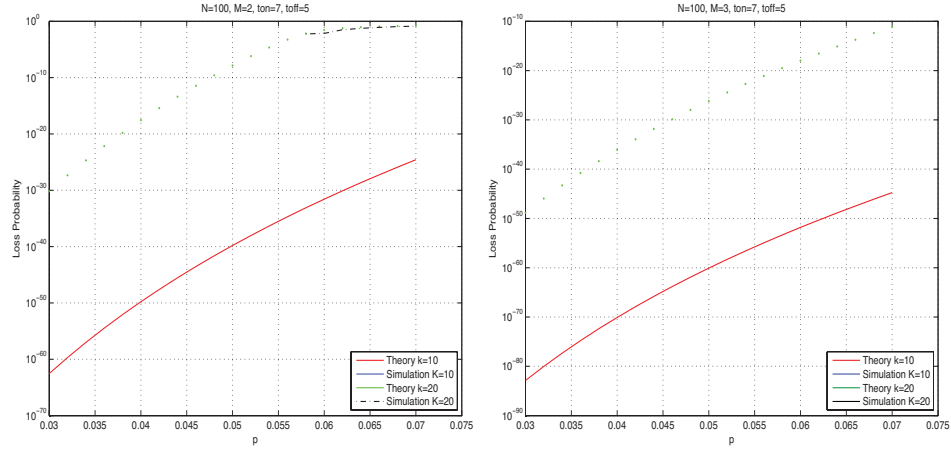 N=100, M=2, ton=7, toff=5
Loss Probability
10^0
10^-10
10^-20
10^-30
10^-40
10^-50
10^-60
10^-70
0.03 0.035 0.04 0.045 0.05 0.055 0.06 0.065 0.07 0.075
p
Theory k=10
Simulation K=10
Theory k=20
Simulation K=20
N=100, M=3, ton=7, toff=5
Loss Probability
10^-10
10^-20
10^-30
10^-40
10^-50
10^-60
10^-70
10^-80
10^-90
0.03 0.035 0.04 0.045 0.05 0.055 0.06 0.065 0.07 0.075
p
Theory k=10
Simulation K=10
Theory k=20
Simulation K=20